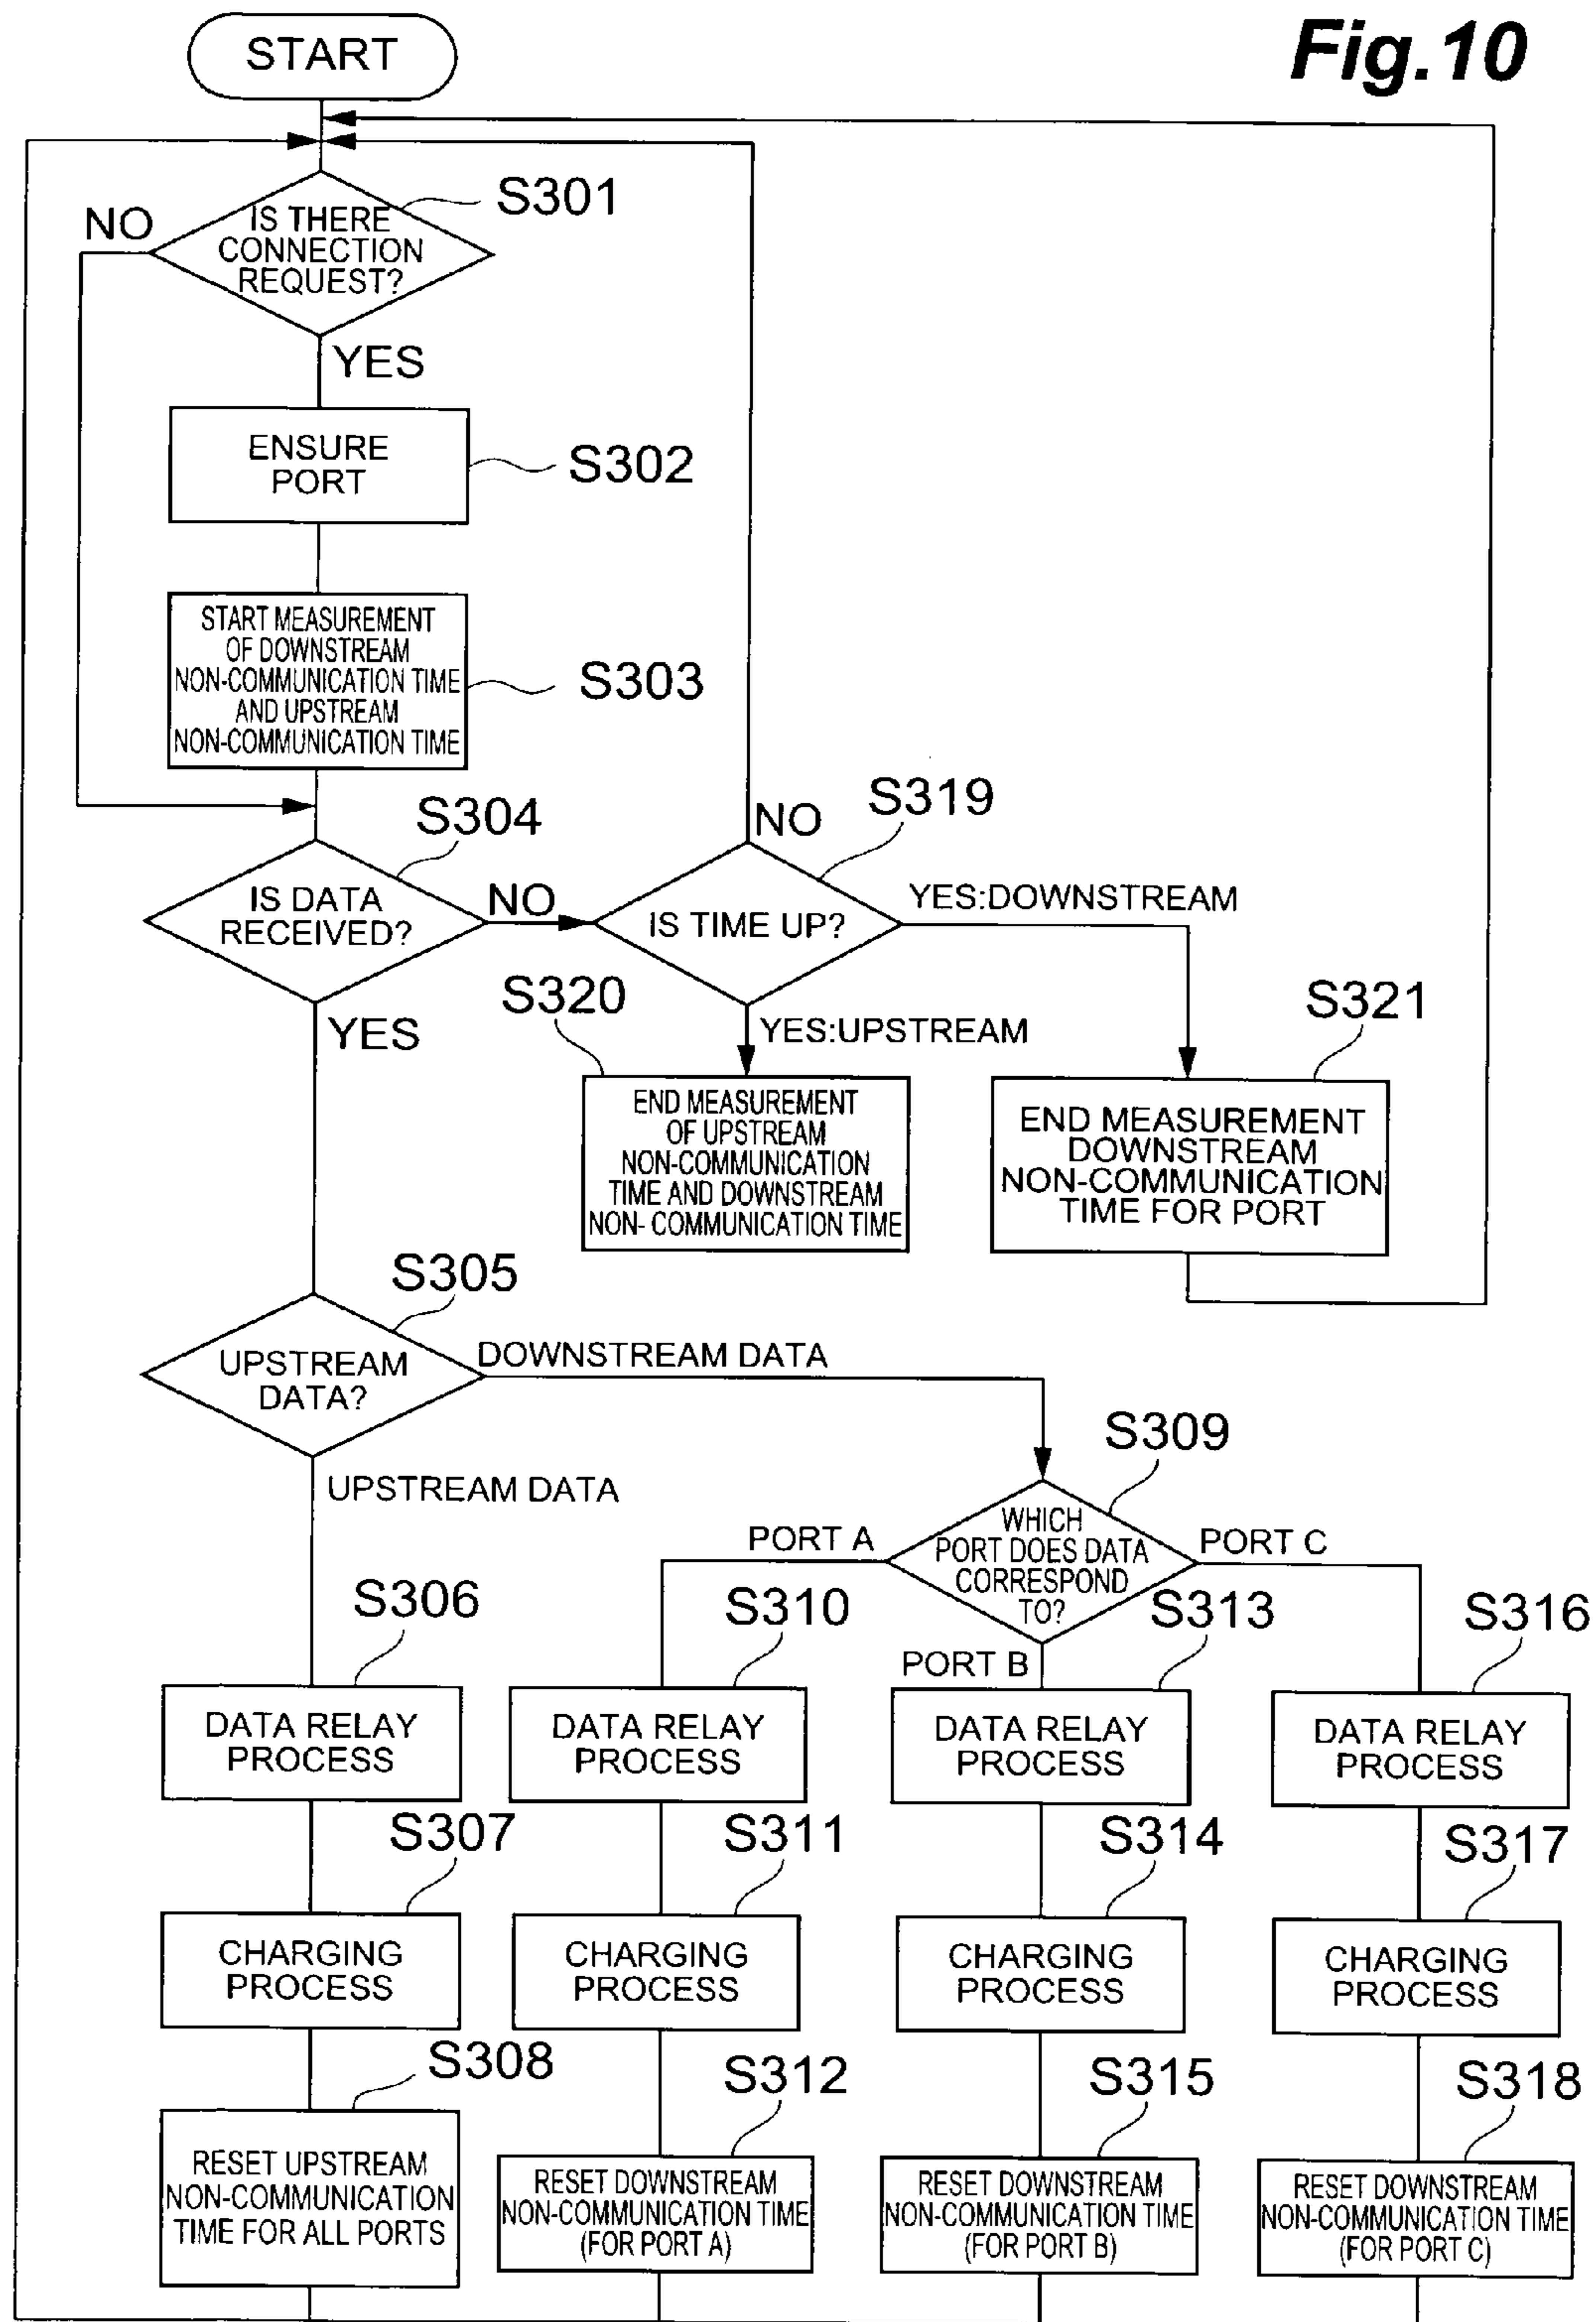 Fig.10
START
S301
NO
IS THERE
CONNECTION
REQUEST?
YES
ENSURE
PORT
S302
START MEASUREMENT
OF DOWNSTREAM
NON-COMMUNICATION TIME
AND UPSTREAM
NON-COMMUNICATION TIME
S303
S304
IS DATA
RECEIVED?
NO
YES
S319
NO
IS TIME UP?
YES:DOWNSTREAM
YES:UPSTREAM
S320
END MEASUREMENT
OF UPSTREAM
NON-COMMUNICATION
TIME AND DOWNSTREAM
NON- COMMUNICATION TIME
S321
END MEASUREMENT
DOWNSTREAM
NON-COMMUNICATION
TIME FOR PORT
S305
UPSTREAM
DATA?
DOWNSTREAM DATA
UPSTREAM DATA
S309
WHICH
PORT DOES DATA
CORRESPOND
TO?
PORT A
PORT B
PORT C
S306
DATA RELAY
PROCESS
S310
DATA RELAY
PROCESS
S313
DATA RELAY
PROCESS
S316
DATA RELAY
PROCESS
S307
CHARGING
PROCESS
S311
CHARGING
PROCESS
S314
CHARGING
PROCESS
S317
CHARGING
PROCESS
S308
RESET UPSTREAM
NON-COMMUNICATION
TIME FOR ALL PORTS
S312
RESET DOWNSTREAM
NON-COMMUNICATION TIME
(FOR PORT A)
S315
RESET DOWNSTREAM
NON-COMMUNICATION TIME
(FOR PORT B)
S318
RESET DOWNSTREAM
NON-COMMUNICATION TIME
(FOR PORT C)